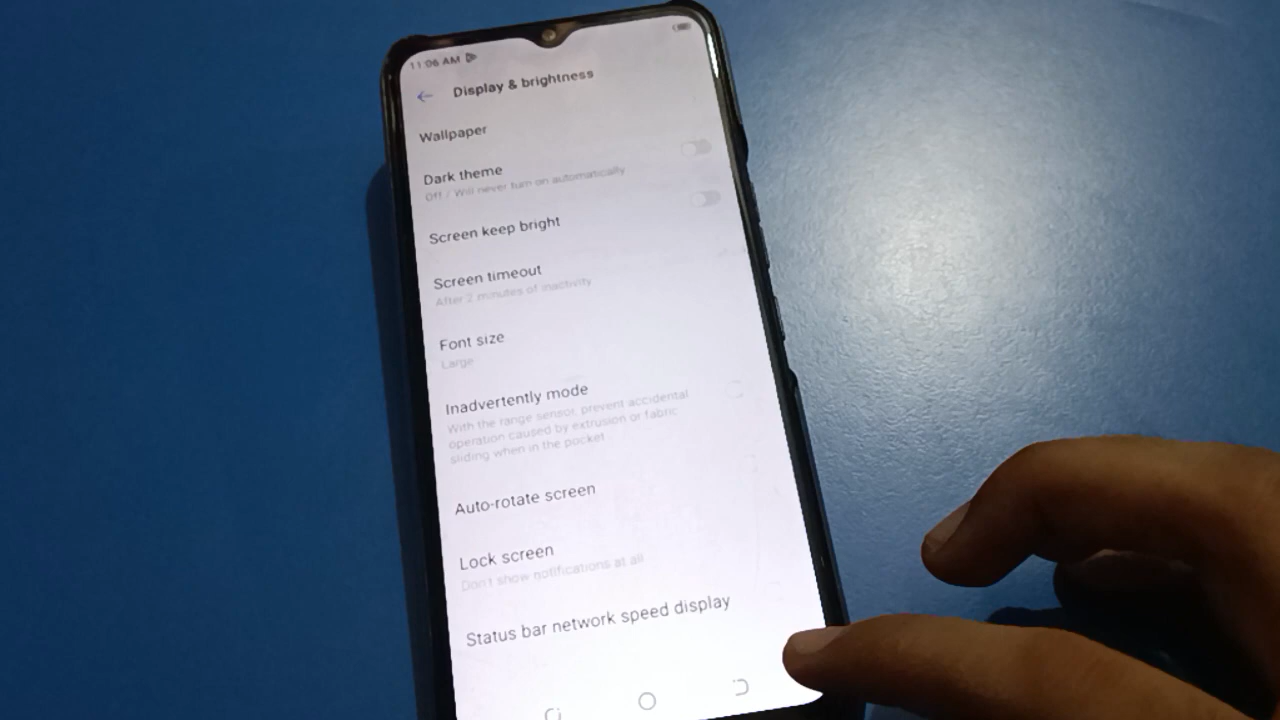 11:06 AM
Display & brightness
Wallpaper
Dark theme
Off / Will never turn on automatically
Screen keep bright
Screen timeout
After 2 minutes of inactivity
Font size
Large
Inadvertently mode
With the range sensor, prevent accidental
operation caused by extrusion or fabric
sliding when in the pocket
Auto-rotate screen
Lock screen
Don't show notifications at all
Status bar network speed display